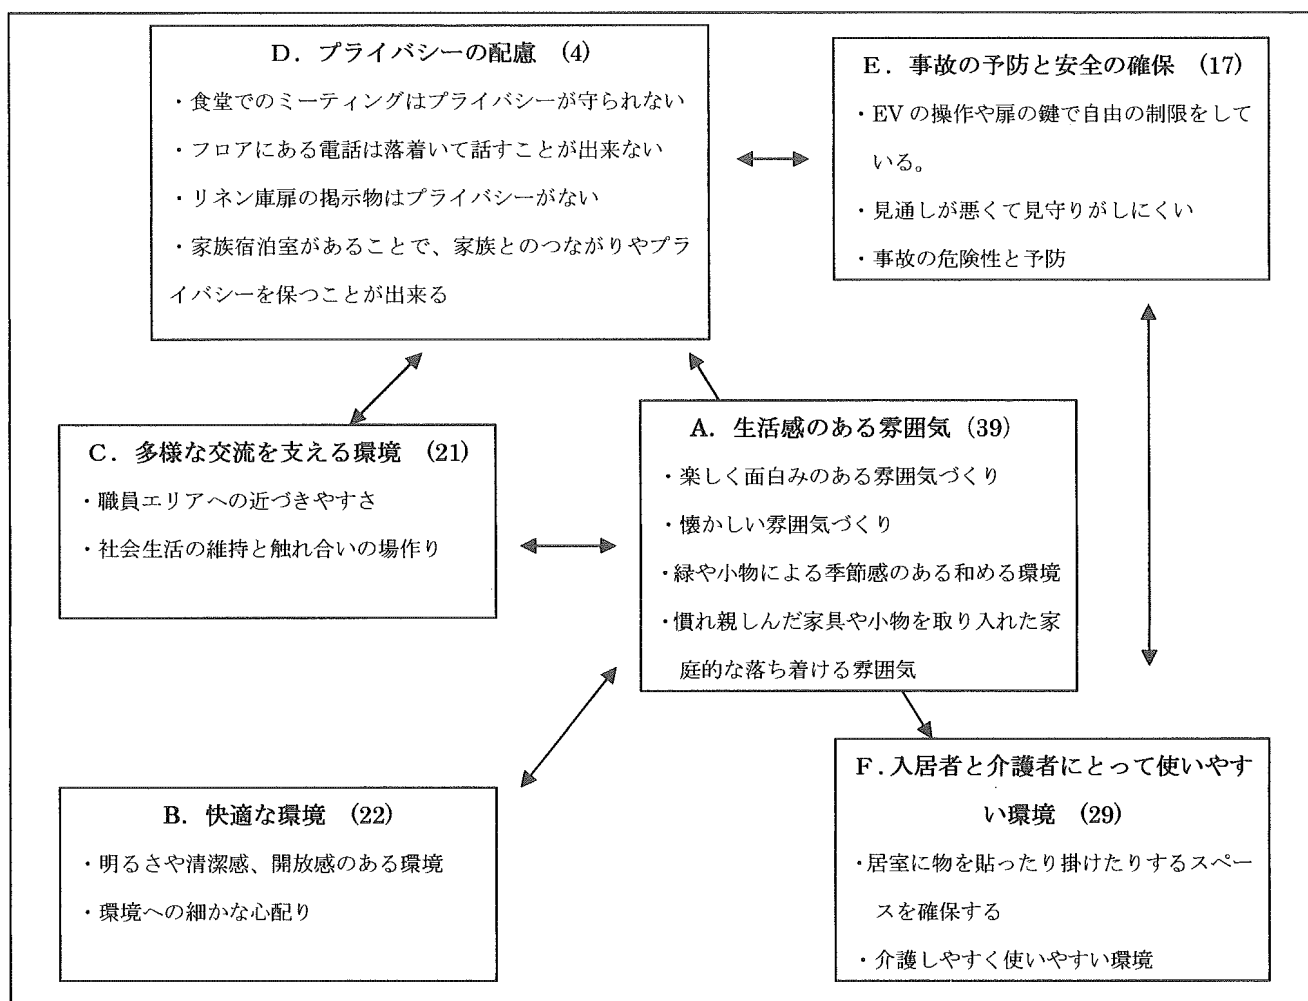 D．プライバシーの配慮　(4)
・食堂でのミーティングはプライバシーが守られない
・フロアにある電話は落着いて話すことが出来ない
・リネン庫扉の掲示物はプライバシーがない
・家族宿泊室があることで、家族とのつながりやプラ
イバシーを保つことが出来る
E．事故の予防と安全の確保　(17)
・EVの操作や扉の鍵で自由の制限をして
いる。
・見通しが悪くて見守りがしにくい
・事故の危険性と予防
C．多様な交流を支える環境　(21)
・職員エリアへの近づきやすさ
・社会生活の維持と触れ合いの場作り
A．生活感のある雰囲気　(39)
・楽しく面白みのある雰囲気づくり
・懐かしい雰囲気づくり
・緑や小物による季節感のある和める環境
・慣れ親しんだ家具や小物を取り入れた家
庭的な落ち着ける雰囲気
B．快適な環境　(22)
・明るさや清潔感、開放感のある環境
・環境への細かな心配り
F．入居者と介護者にとって使いやす
い環境　(29)
・居室に物を貼ったり掛けたりするスペー
スを確保する
・介護しやすく使いやすい環境